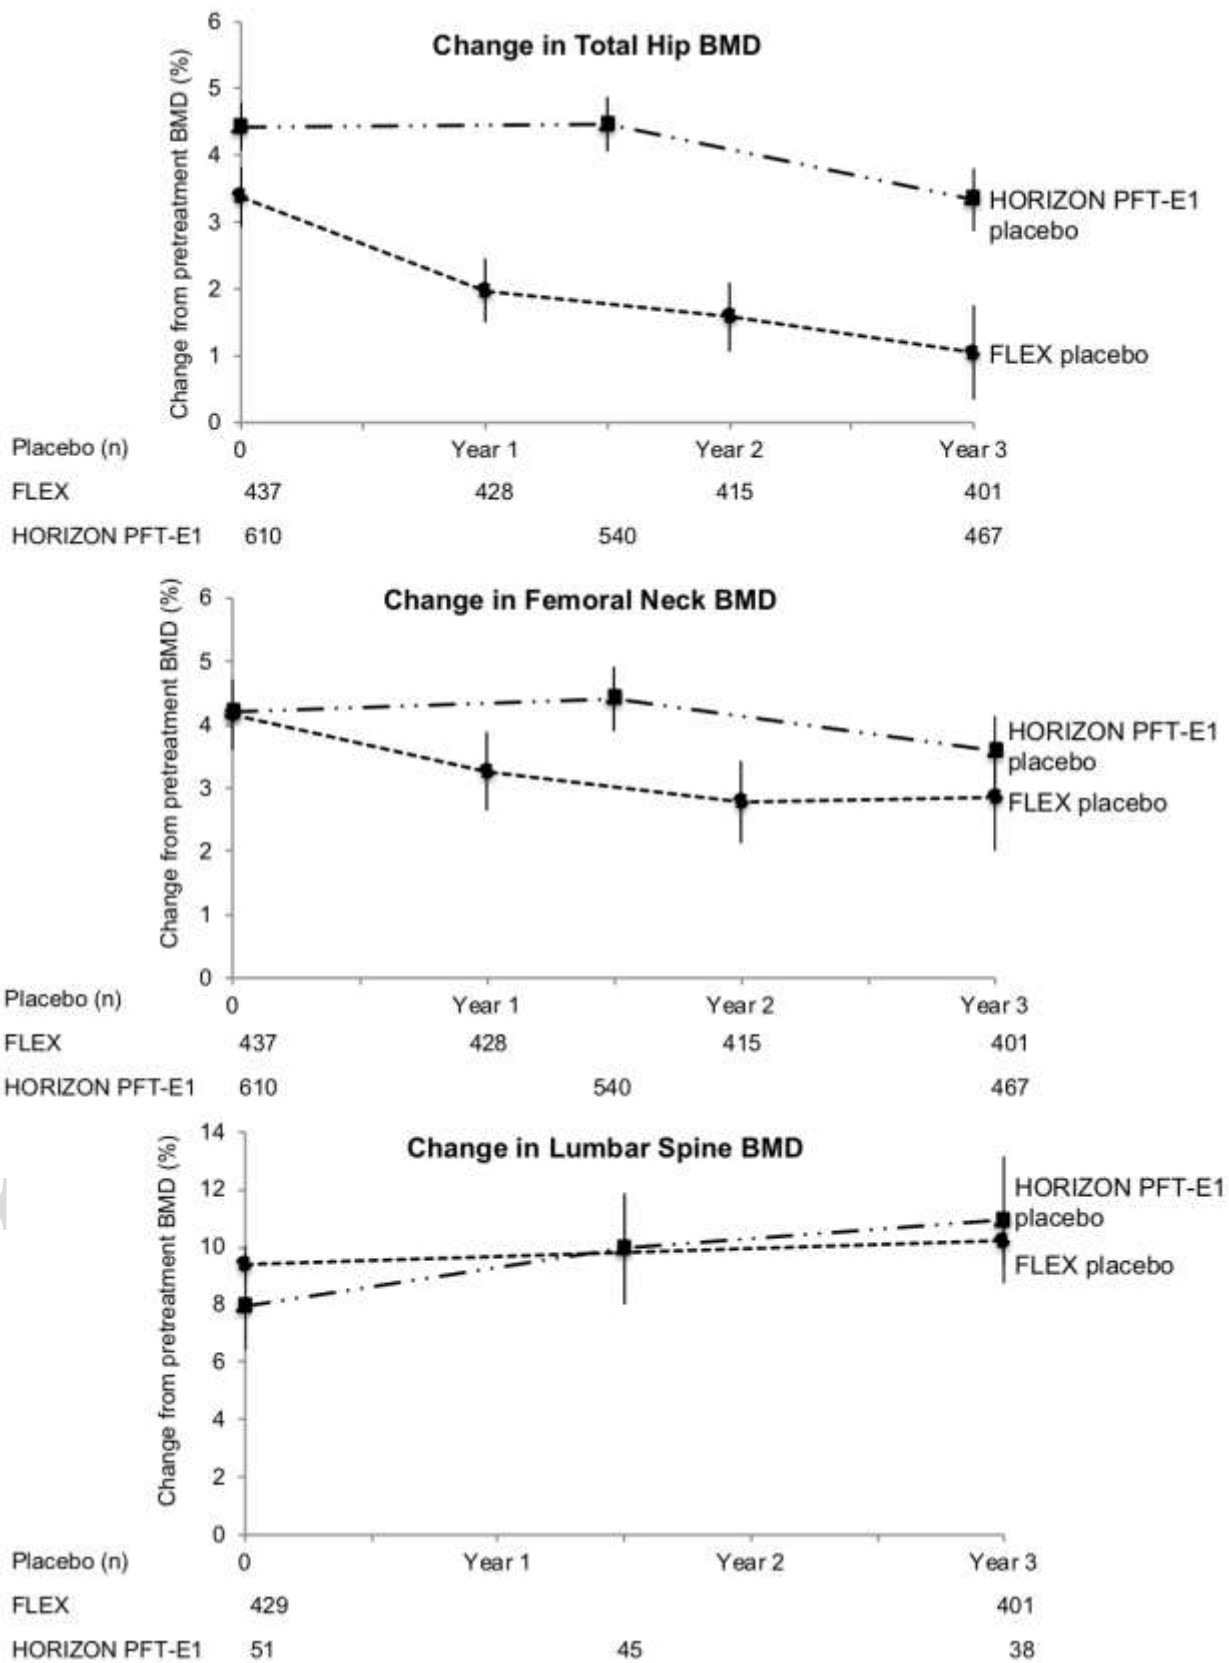 Change in Total Hip BMD
Change from pretreatment BMD (%)
6
5
4
3
2
1
0
HORIZON PFT-E1
placebo
FLEX placebo
Placebo (n) 0 Year 1 Year 2 Year 3
FLEX 437 428 415 401
HORIZON PFT-E1 610 540 467
Change in Femoral Neck BMD
Change from pretreatment BMD (%)
6
5
4
3
2
1
0
HORIZON PFT-E1
placebo
FLEX placebo
Placebo (n) 0 Year 1 Year 2 Year 3
FLEX 437 428 415 401
HORIZON PFT-E1 610 540 467
Change in Lumbar Spine BMD
Change from pretreatment BMD (%)
14
12
10
8
6
4
2
0
HORIZON PFT-E1
placebo
FLEX placebo
Placebo (n) 0 Year 1 Year 2 Year 3
FLEX 429 401
HORIZON PFT-E1 51 45 38